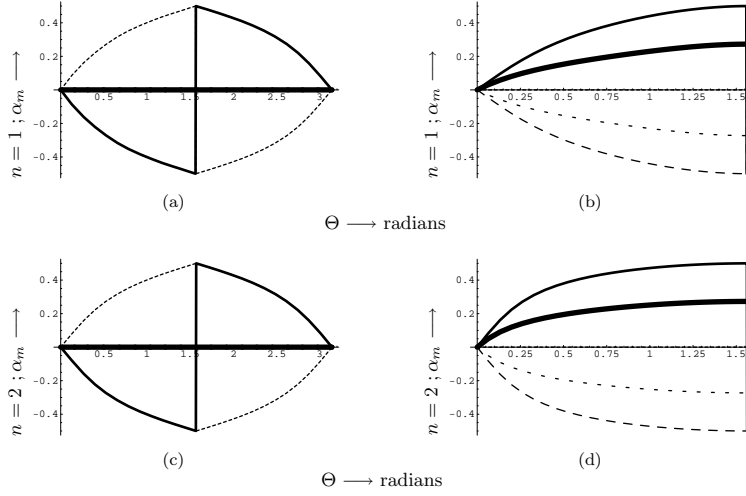 0.4 0.4
0.2 0.2
0.5 1 1.5 2 2.5 3 0.25 0.5 0.75 1 1.25 1.5
−0.2 −0.2
−0.4 −0.4
n = 1 ; α_m ⟶ n = 1 ; α_m ⟶
(a) (b)
Θ ⟶ radians
0.4 0.4
0.2 0.2
0.5 1 1.5 2 2.5 3 0.25 0.5 0.75 1 1.25 1.5
−0.2 −0.2
−0.4 −0.4
n = 2 ; α_m ⟶ n = 2 ; α_m ⟶
(c) (d)
Θ ⟶ radians